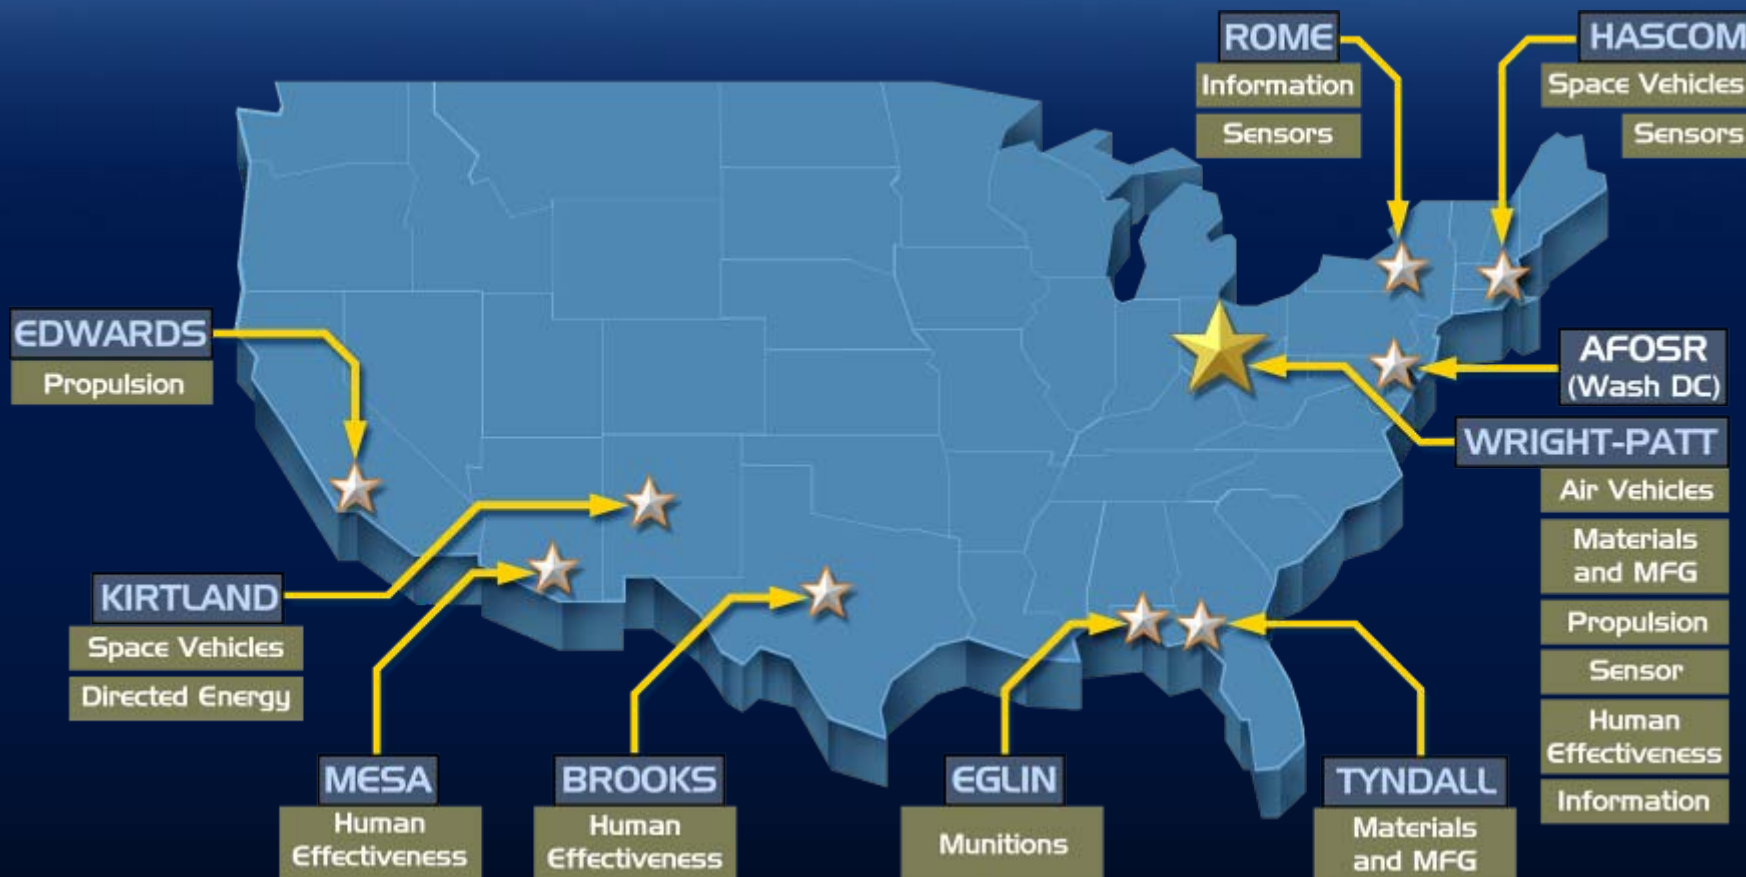 ROME
Information
Sensors
HASCOM
Space Vehicles
Sensors
EDWARDS
Propulsion
AFOSR
(Wash DC)
WRIGHT-PATT
Air Vehicles
Materials
and MFG
Propulsion
Sensor
Human
Effectiveness
Information
KIRTLAND
Space Vehicles
Directed Energy
MESA
Human
Effectiveness
BROOKS
Human
Effectiveness
EGLIN
Munitions
TYNDALL
Materials
and MFG